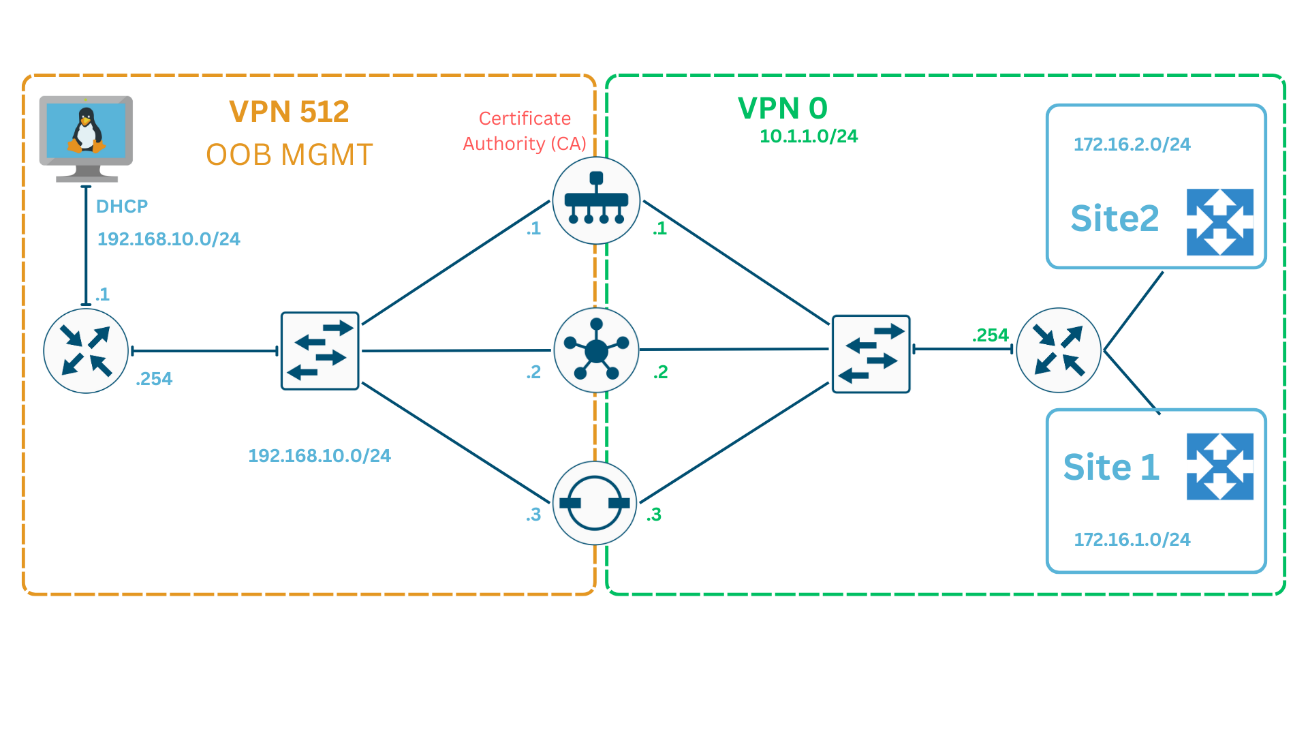 VPN 512
OOB MGMT
Certificate
Authority (CA)
VPN 0
10.1.1.0/24
172.16.2.0/24
Site2
DHCP
192.168.10.0/24
.1
.1
.1
.254
.254
.2
.2
192.168.10.0/24
.3
.3
Site 1
172.16.1.0/24